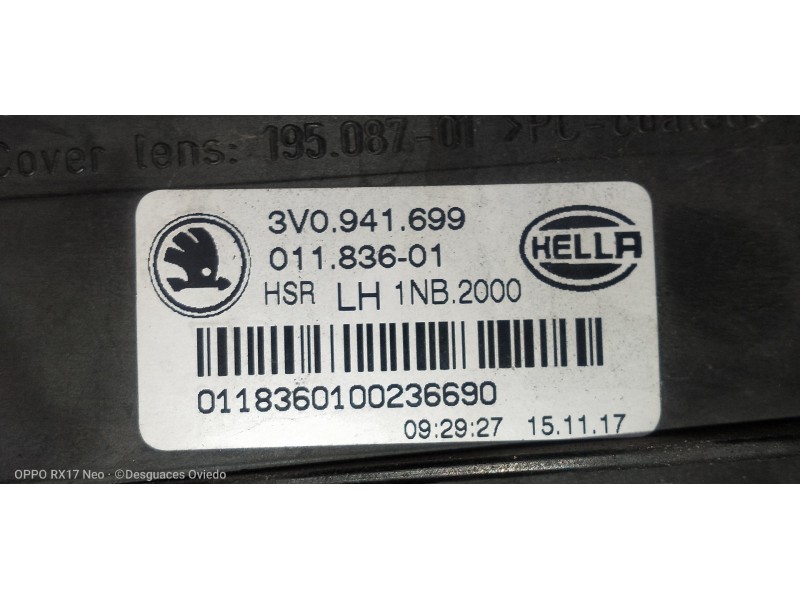 Cover lens: 195.087-01 >PC-
3V0.941.699
011.836-01
HELLA
HSR LH 1NB.2000
0118360100236690
09:29:27 15.11.17
OPPO RX17 Neo · ©Desguaces Oviedo